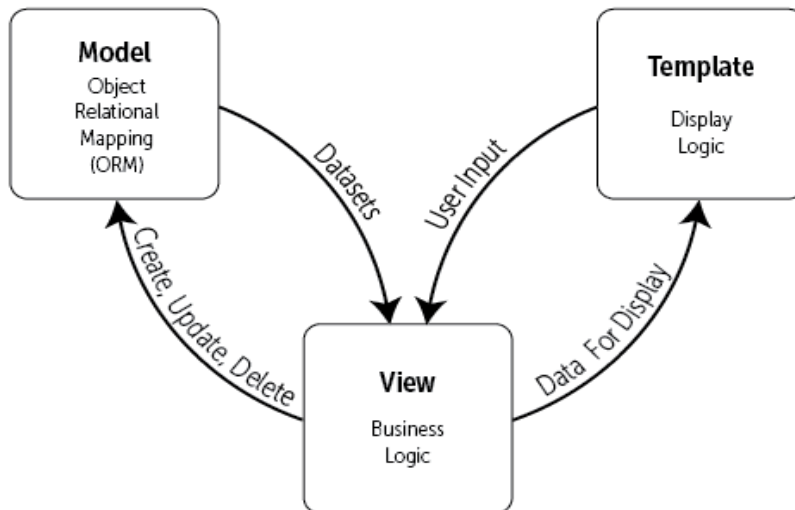 Model
Object
Relational
Mapping
(ORM)
Template
Display
Logic
Datasets
User Input
Create, Update, Delete
Data For Display
View
Business
Logic